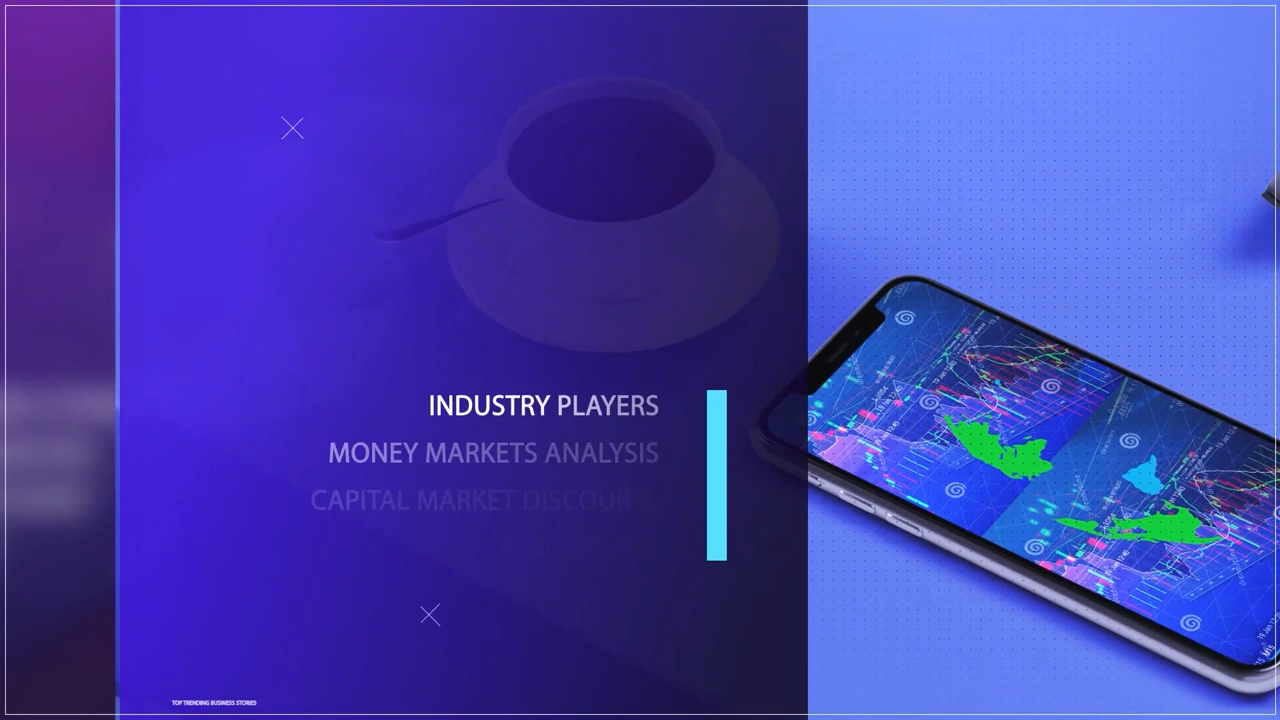 INDUSTRY PLAYERS
MONEY MARKETS ANALYSIS
CAPITAL MARKET
TOP TRENDING BUSINESS STORIES